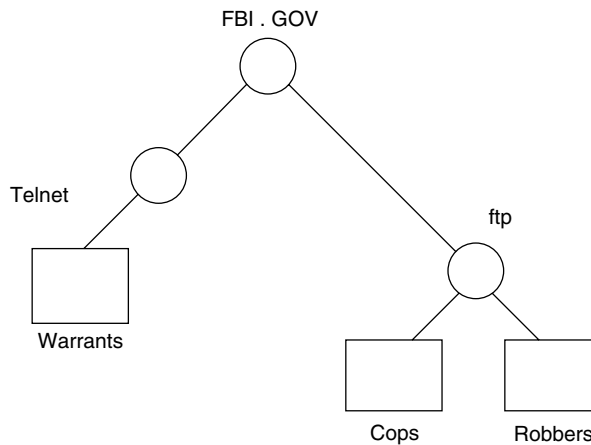 FBI . GOV
Telnet
ftp
Warrants
Cops
Robbers